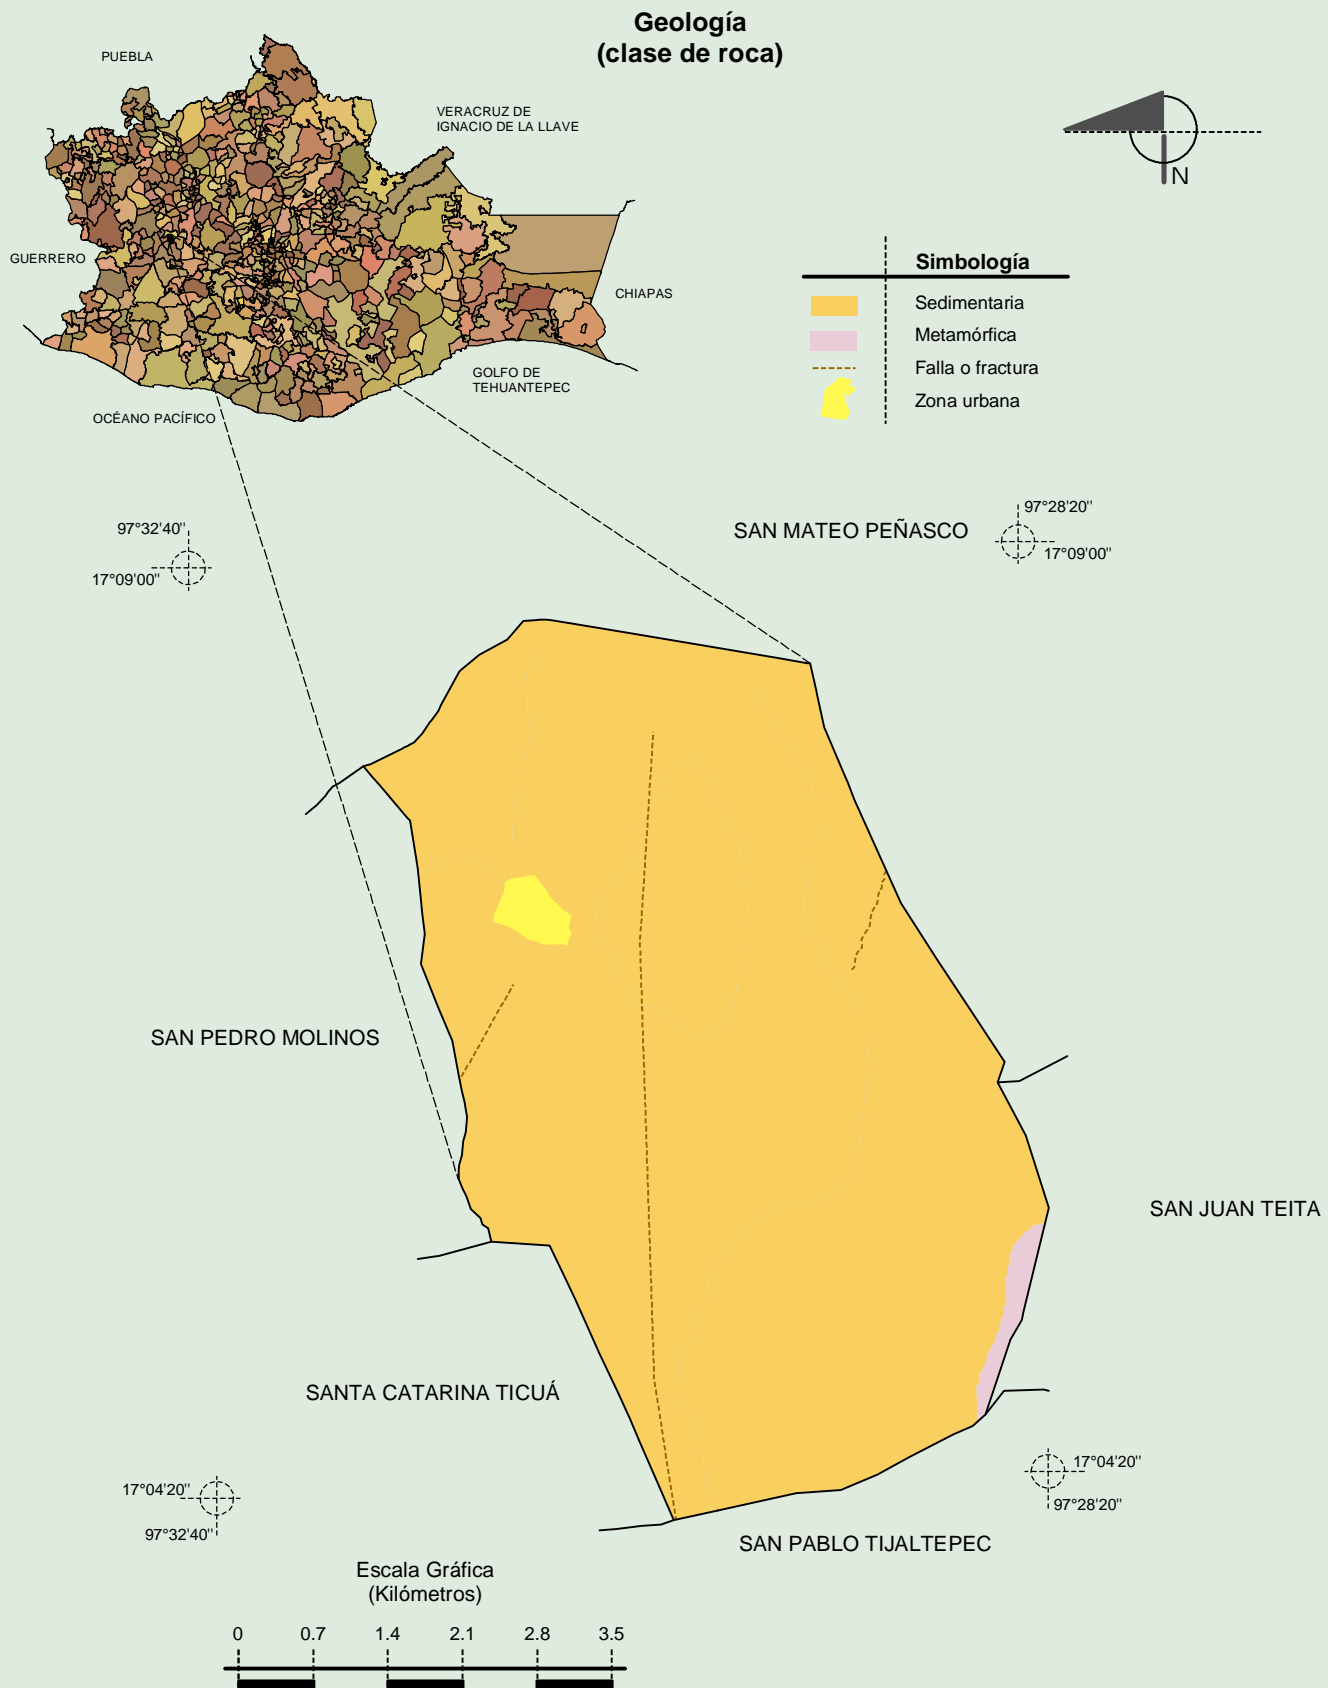 Geología
(clase de roca)
PUEBLA
VERACRUZ DE
IGNACIO DE LA LLAVE
GUERRERO
CHIAPAS
GOLFO DE
TEHUANTEPEC
OCÉANO PACÍFICO
N
Simbología
Sedimentaria
Metamórfica
Falla o fractura
Zona urbana
97°32'40"
17°09'00"
SAN MATEO PEÑASCO
97°28'20"
17°09'00"
SAN PEDRO MOLINOS
SAN JUAN TEITA
SANTA CATARINA TICUÁ
17°04'20"
97°32'40"
17°04'20"
97°28'20"
SAN PABLO TIJALTEPEC
Escala Gráfica
(Kilómetros)
0 0.7 1.4 2.1 2.8 3.5